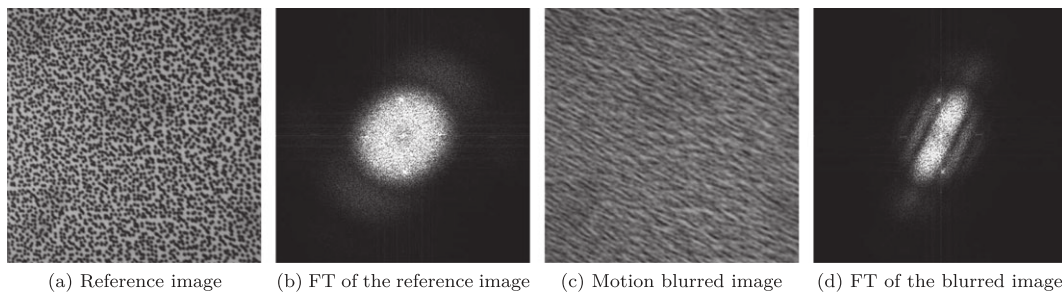 (a) Reference image
(b) FT of the reference image
(c) Motion blurred image
(d) FT of the blurred image